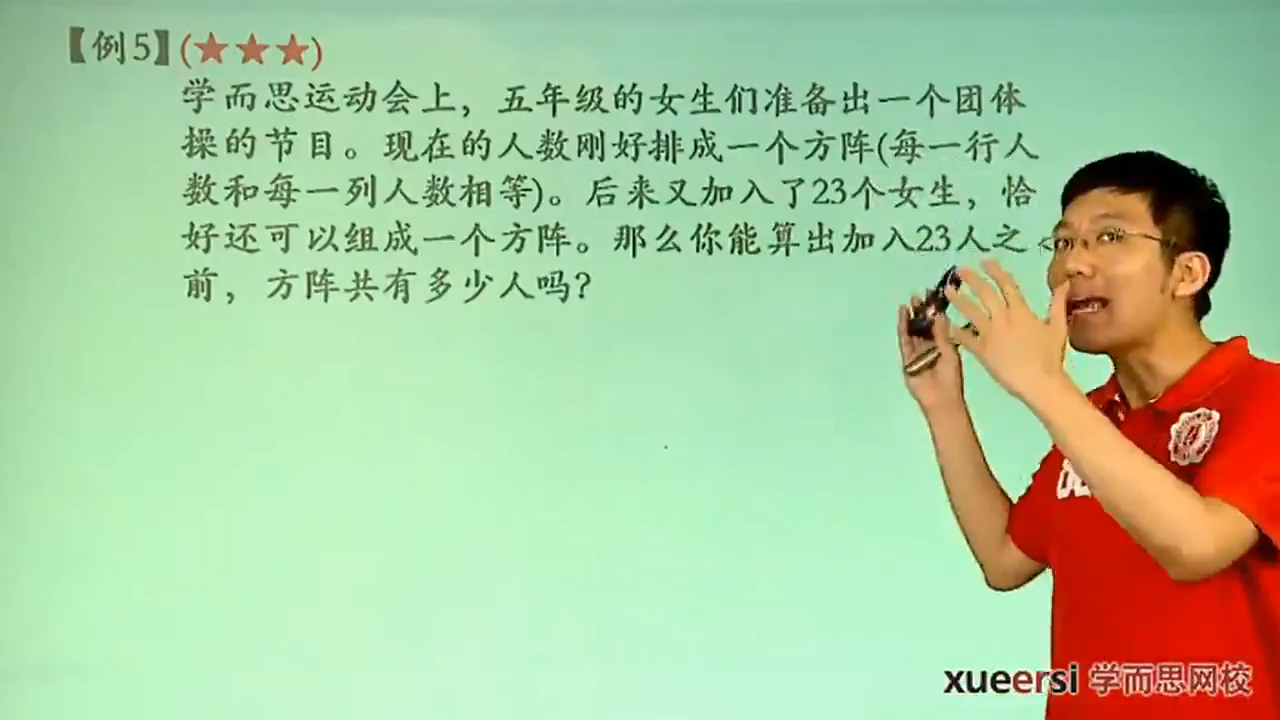 【例5】(★★★)
学而思运动会上，五年级的女生们准备出一个团体
操的节目。现在的人数刚好排成一个方阵(每一行人
数和每一列人数相等)。后来又加入了23个女生，恰
好还可以组成一个方阵。那么你能算出加入23人之
前，方阵共有多少人吗？
xueersi 学而思网校